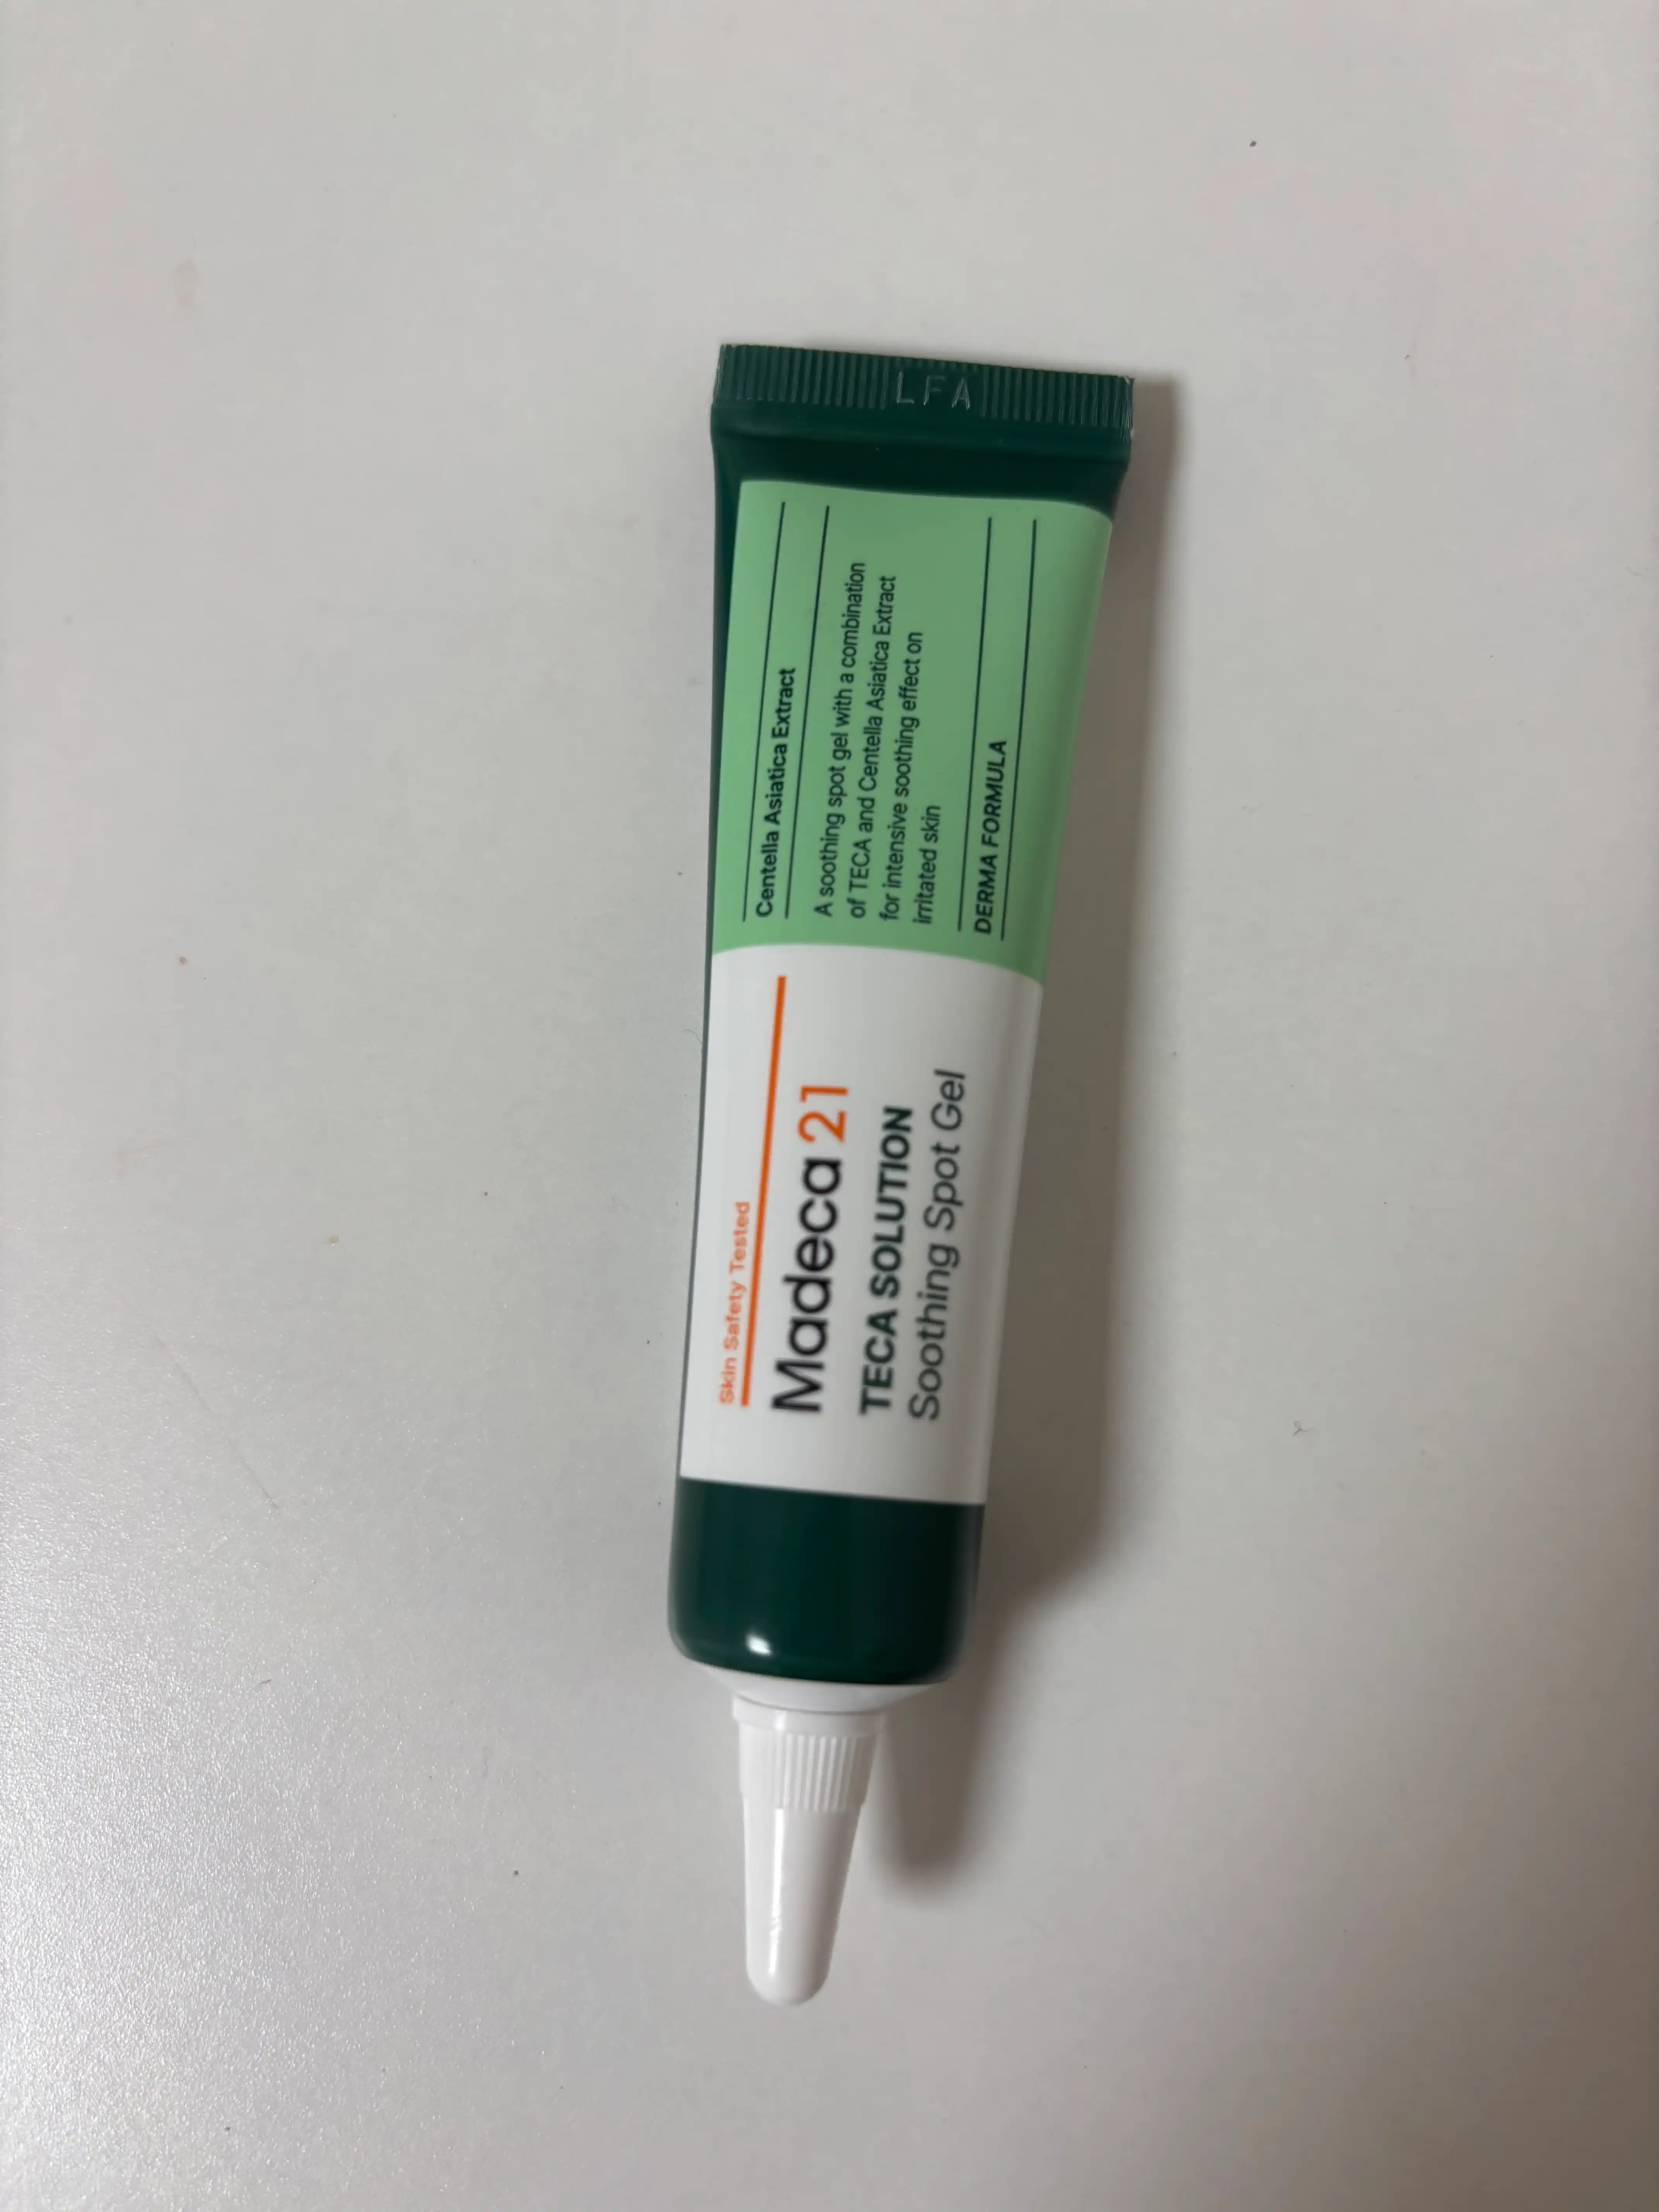 Skin Safety Tested
Madeca 21
TECA SOLUTION
Soothing Spot Gel
Centella Asiatica Extract
A soothing spot gel with a combination
of TECA and Centella Asiatica Extract
for intensive soothing effect on
irritated skin
DERMA FORMULA
LFA